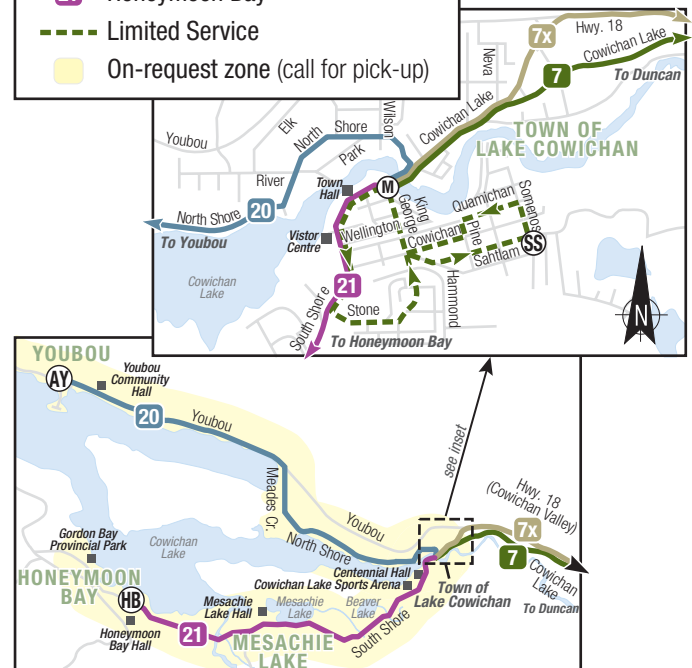 21 Honeymoon Bay
Limited Service
On-request zone (call for pick-up)
7x
Hwy. 18
Cowichan Lake
7
To Duncan
Neva
Cowichan Lake
TOWN OF
LAKE COWICHAN
Wilson
Elk
North
Shore
Youbou
Park
River
Town
Hall
M
20
North Shore
To Youbou
Vistor
Centre
Wellington
King
George
Quamichan
Somenos
Cowichan
Pine
Sahtlam
SS
Cowichan
Lake
21
South Shore
Stone
Hammond
To Honeymoon Bay
N
YOUBOU
AY
Youbou
Community
Hall
20
Youbou
see inset
Meades Cr.
Youbou
Hwy. 18
(Cowichan Valley)
7x
North Shore
7
Gordon Bay
Provincial Park
Cowichan
Lake
Centennial Hall
Cowichan Lake Sports Arena
Town of
Lake Cowichan
Cowichan
Lake
To Duncan
HONEYMOON
BAY
HB
Mesachie
Lake Hall
Mesachie
Lake
Beaver
Lake
Honeymoon
Bay Hall
21
South Shore
MESACHIE
LAKE